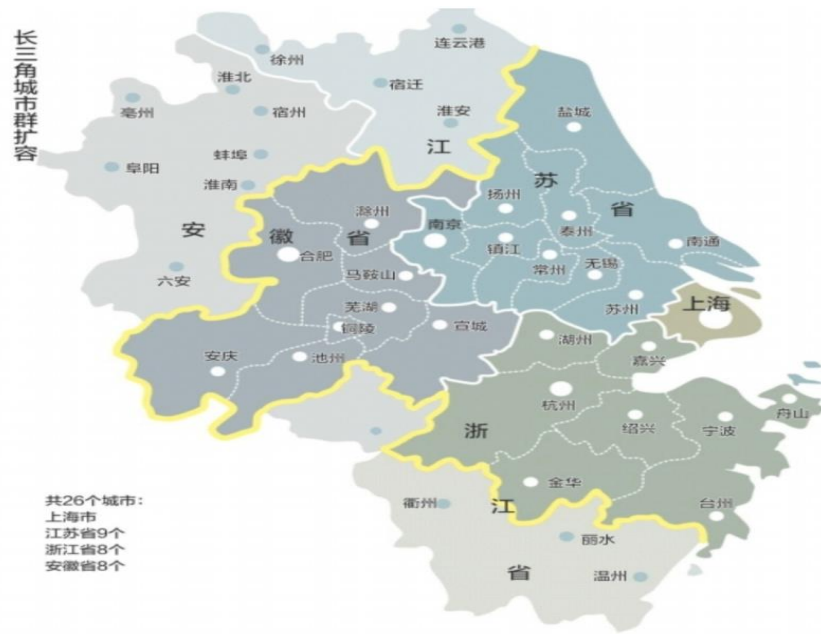 长三角城市群扩容
连云港
徐州
宿迁
淮北
亳州
宿州
淮安
盐城
江
蚌埠
阜阳
淮南
苏
扬州
省
滁州
南京
泰州
安
徽
省
镇江
南通
合肥
常州
无锡
六安
马鞍山
苏州
上海
芜湖
铜陵
宣城
湖州
安庆
池州
嘉兴
杭州
舟山
浙
绍兴
宁波
金华
衢州
江
台州
丽水
省
温州
共26个城市：
上海市
江苏省9个
浙江省8个
安徽省8个